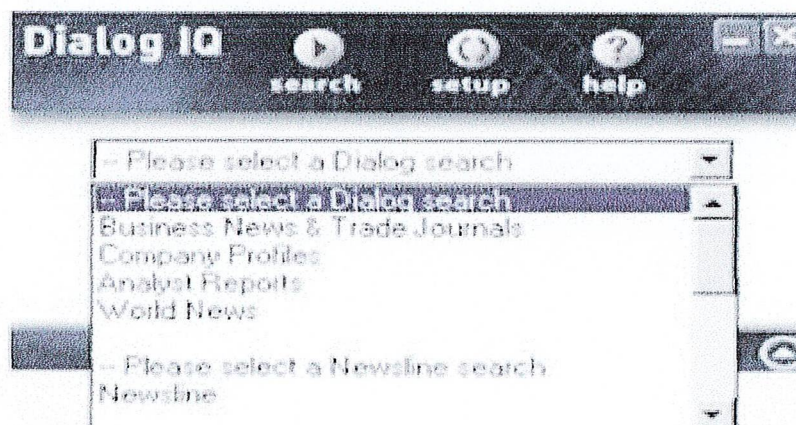 Dialog IQ
search setup help
-- Please select a Dialog search
-- Please select a Dialog search
Business News & Trade Journals
Company Profiles
Analyst Reports
World News
-- Please select a Newsline search
Newsline